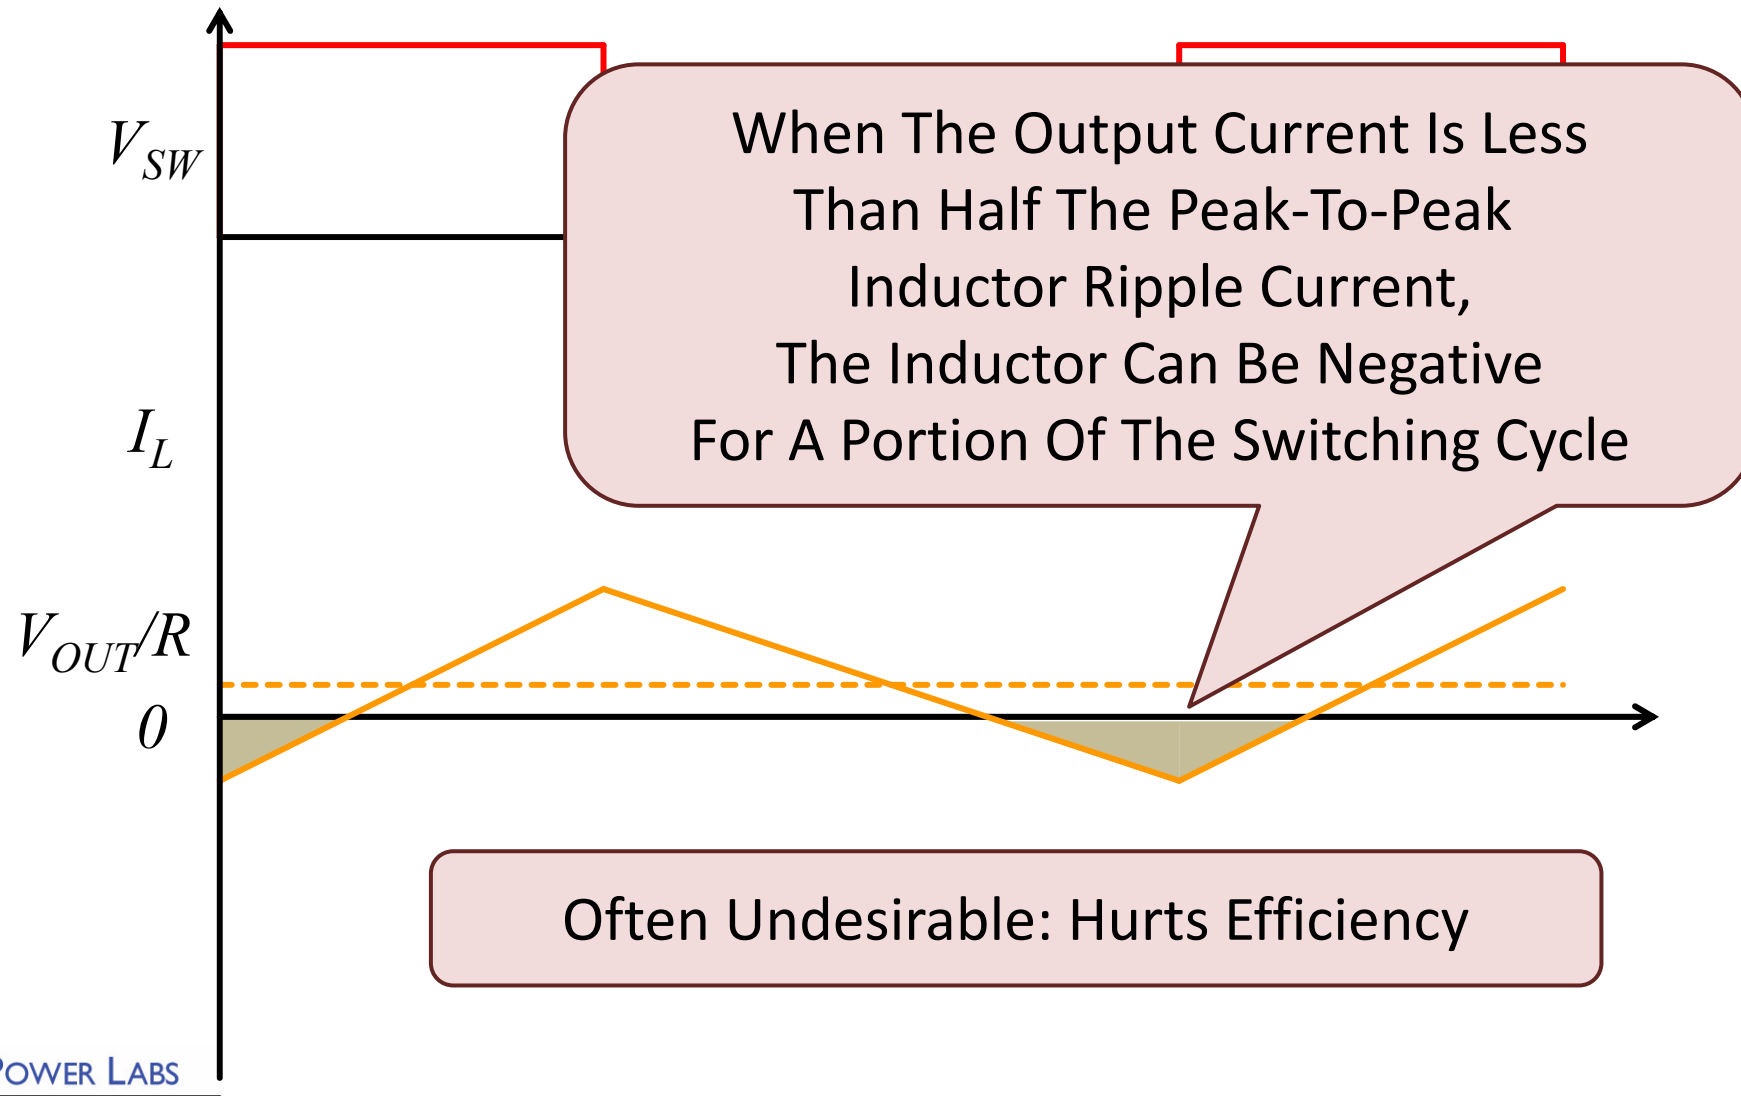 V_SW
When The Output Current Is Less
Than Half The Peak-To-Peak
Inductor Ripple Current,
The Inductor Can Be Negative
For A Portion Of The Switching Cycle
I_L
V_OUT/R
0
Often Undesirable: Hurts Efficiency
POWER LABS